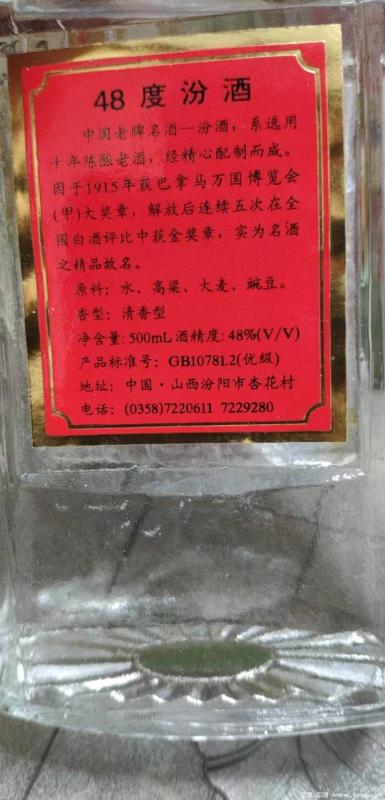 48 度汾酒
中国老牌名酒—汾酒，系选用
十年陈酿老酒，经精心配制而成。
因于1915年获巴拿马万国博览会
(甲)大奖章，解放后连续五次在全
国白酒评比中获金奖章，实为名酒
之精品故名。
原料：水、高粱、大麦、豌豆。
香型：清香型
净含量：500mL 酒精度：48%(V/V)
产品标准号：GB10781.2(优级)
地址：中国·山西汾阳市杏花村
电话：(0358)7220611 7229280